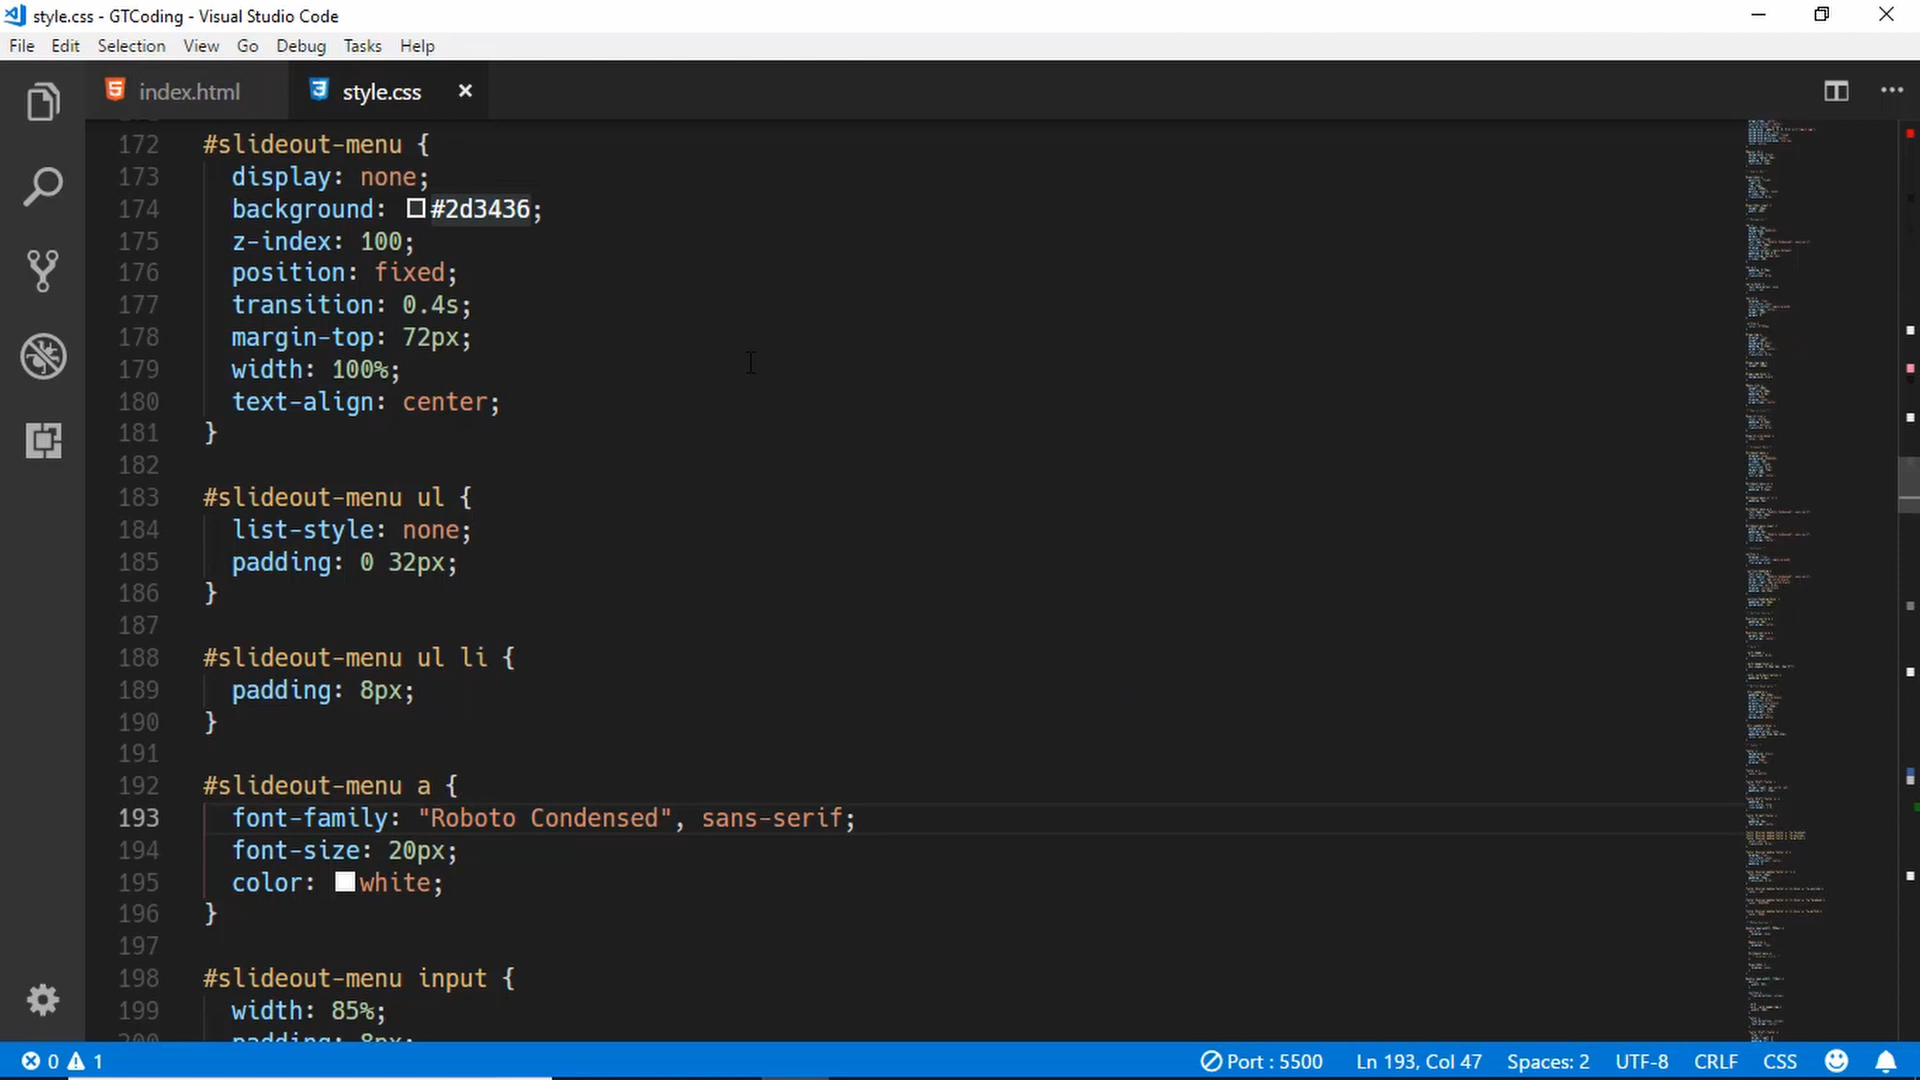 style.css - GTCoding - Visual Studio Code
File Edit Selection View Go Debug Tasks Help
index.html style.css
172 #slideout-menu {
173 display: none;
174 background: #2d3436;
175 z-index: 100;
176 position: fixed;
177 transition: 0.4s;
178 margin-top: 72px;
179 width: 100%;
180 text-align: center;
181 }
182
183 #slideout-menu ul {
184 list-style: none;
185 padding: 0 32px;
186 }
187
188 #slideout-menu ul li {
189 padding: 8px;
190 }
191
192 #slideout-menu a {
193 font-family: "Roboto Condensed", sans-serif;
194 font-size: 20px;
195 color: white;
196 }
197
198 #slideout-menu input {
199 width: 85%;
200 padding: 8px;
0 1 Port : 5500 Ln 193, Col 47 Spaces: 2 UTF-8 CRLF CSS